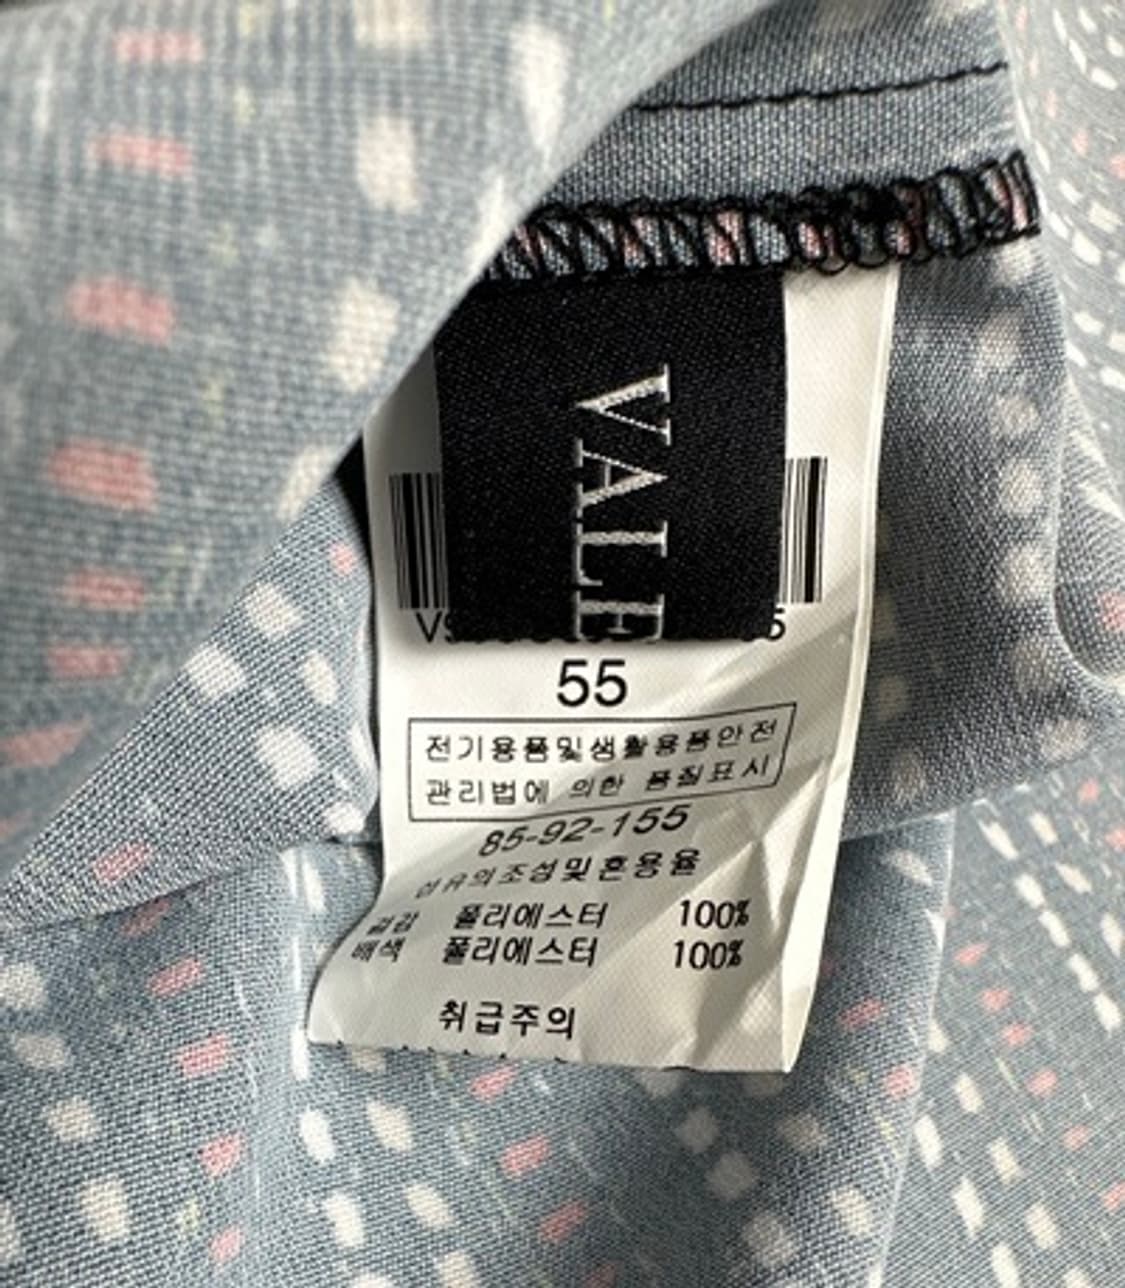 VALE
55
전기용품및생활용품안전
관리법에 의한 품질표시
85-92-155
섬유의조성및혼용율
겉감 폴리에스터 100%
배색 폴리에스터 100%
취급주의